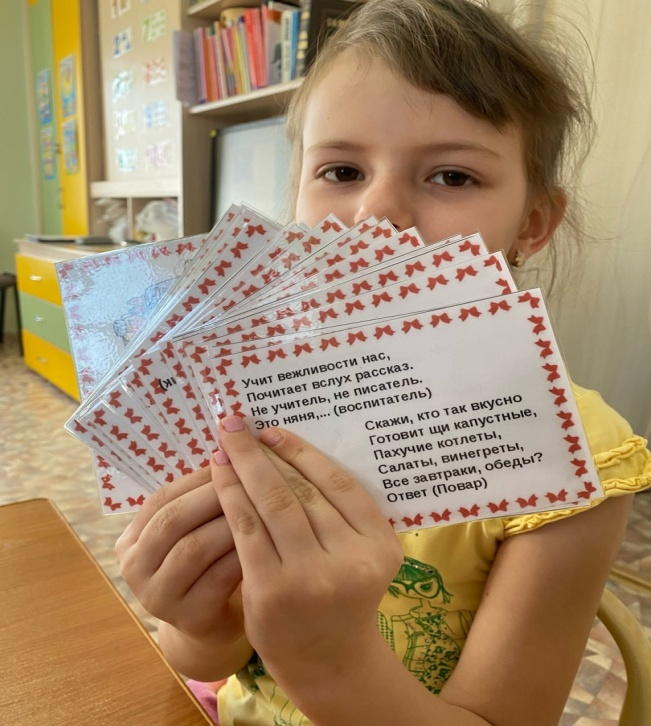 Учит вежливости нас,
Почитает вслух рассказ.
Не учитель, не писатель.
Это няня,... (воспитатель)
Скажи, кто так вкусно
Готовит щи капустные,
Пахучие котлеты,
Салаты, винегреты,
Все завтраки, обеды?
Ответ (Повар)